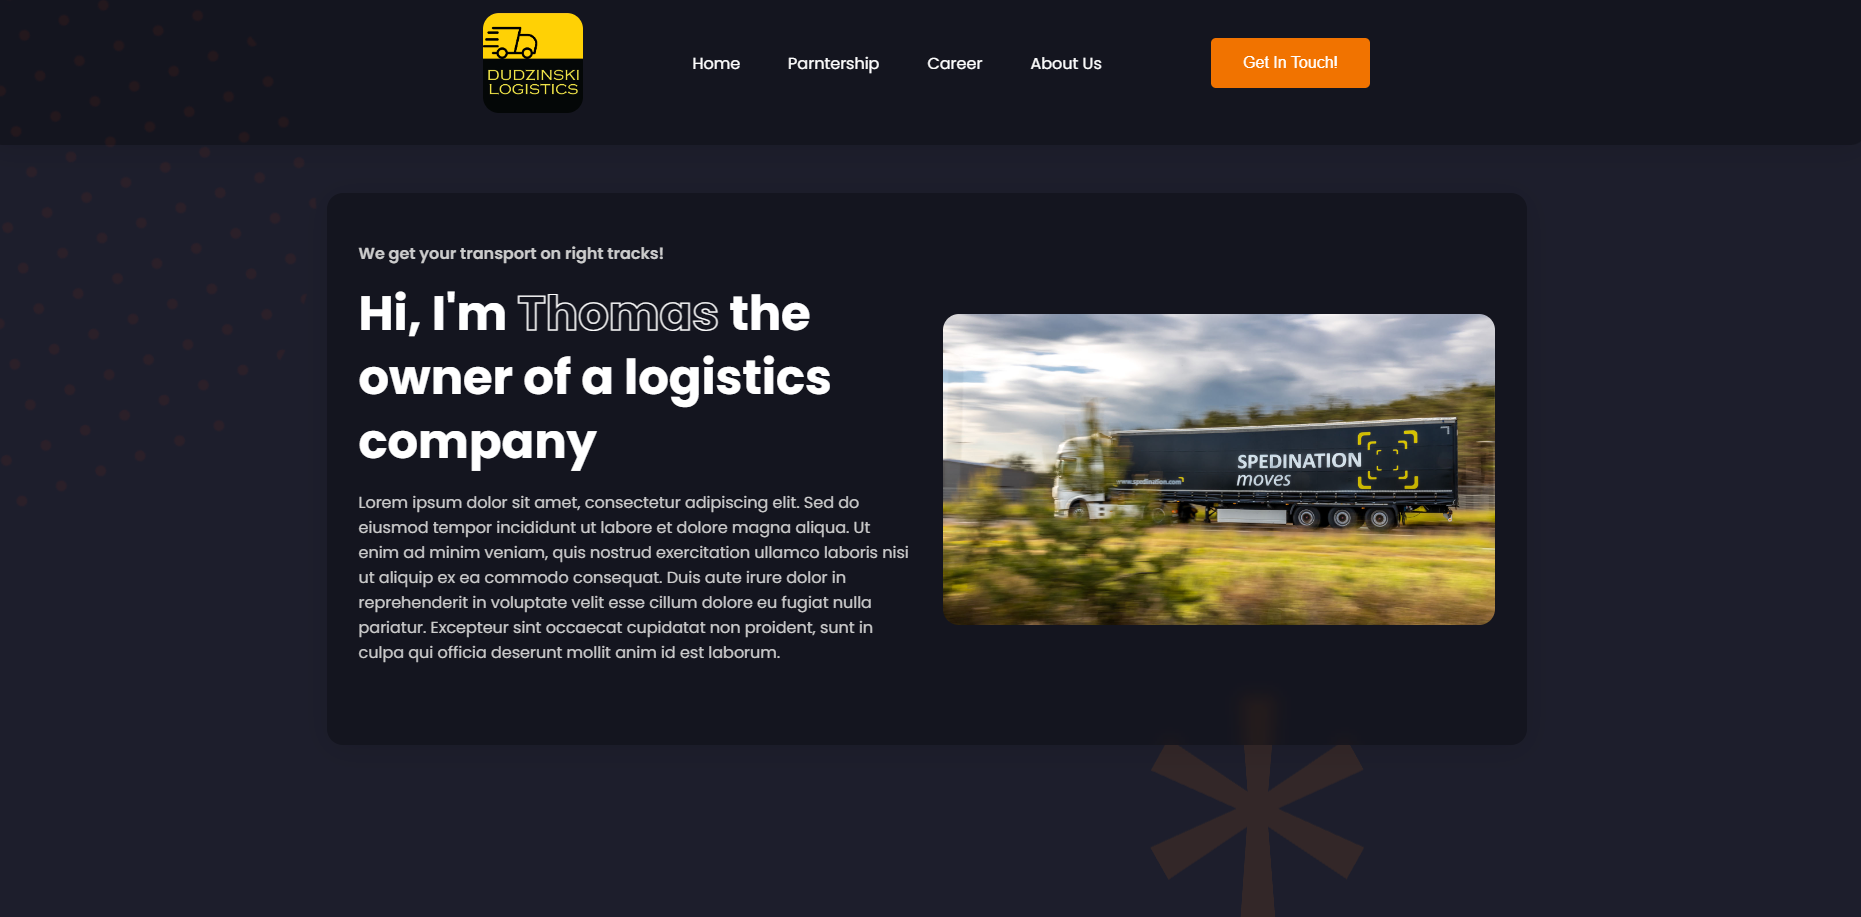 DUDZINSKI
LOGISTICS
Home
Parntership
Career
About Us
Get In Touch!
We get your transport on right tracks!
Hi, I'm Thomas the
owner of a logistics
company
Lorem ipsum dolor sit amet, consectetur adipiscing elit. Sed do
eiusmod tempor incididunt ut labore et dolore magna aliqua. Ut
enim ad minim veniam, quis nostrud exercitation ullamco laboris nisi
ut aliquip ex ea commodo consequat. Duis aute irure dolor in
reprehenderit in voluptate velit esse cillum dolore eu fugiat nulla
pariatur. Excepteur sint occaecat cupidatat non proident, sunt in
culpa qui officia deserunt mollit anim id est laborum.
SPEDINATION
moves
www.spedination.com